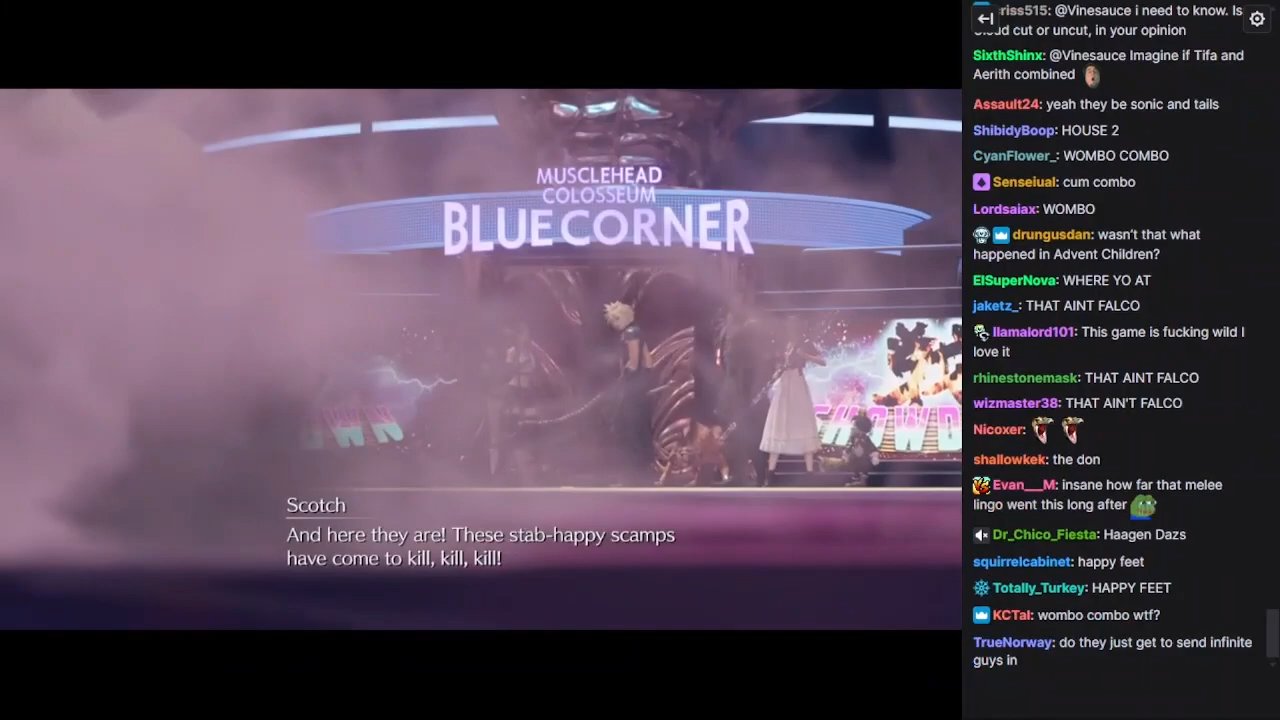 MUSCLEHEAD
COLOSSEUM
BLUE CORNER
WN
SHOWD
Scotch
And here they are! These stab-happy scamps
have come to kill, kill, kill!
riss515: @Vinesauce i need to know. Is
cloud cut or uncut, in your opinion
SixthShinx: @Vinesauce Imagine if Tifa and
Aerith combined
Assault24: yeah they be sonic and tails
ShibidyBoop: HOUSE 2
CyanFlower_: WOMBO COMBO
Senseiual: cum combo
Lordsaiax: WOMBO
drungusdan: wasn't that what
happened in Advent Children?
ElSuperNova: WHERE YO AT
jaketz_: THAT AINT FALCO
llamalord101: This game is fucking wild I
love it
rhinestonemask: THAT AINT FALCO
wizmaster38: THAT AIN'T FALCO
Nicoxer:
shallowkek: the don
Evan___M: insane how far that melee
lingo went this long after
Dr_Chico_Fiesta: Haagen Dazs
squirrelcabinet: happy feet
Totally_Turkey: HAPPY FEET
KCTal: wombo combo wtf?
TrueNorway: do they just get to send infinite
guys in